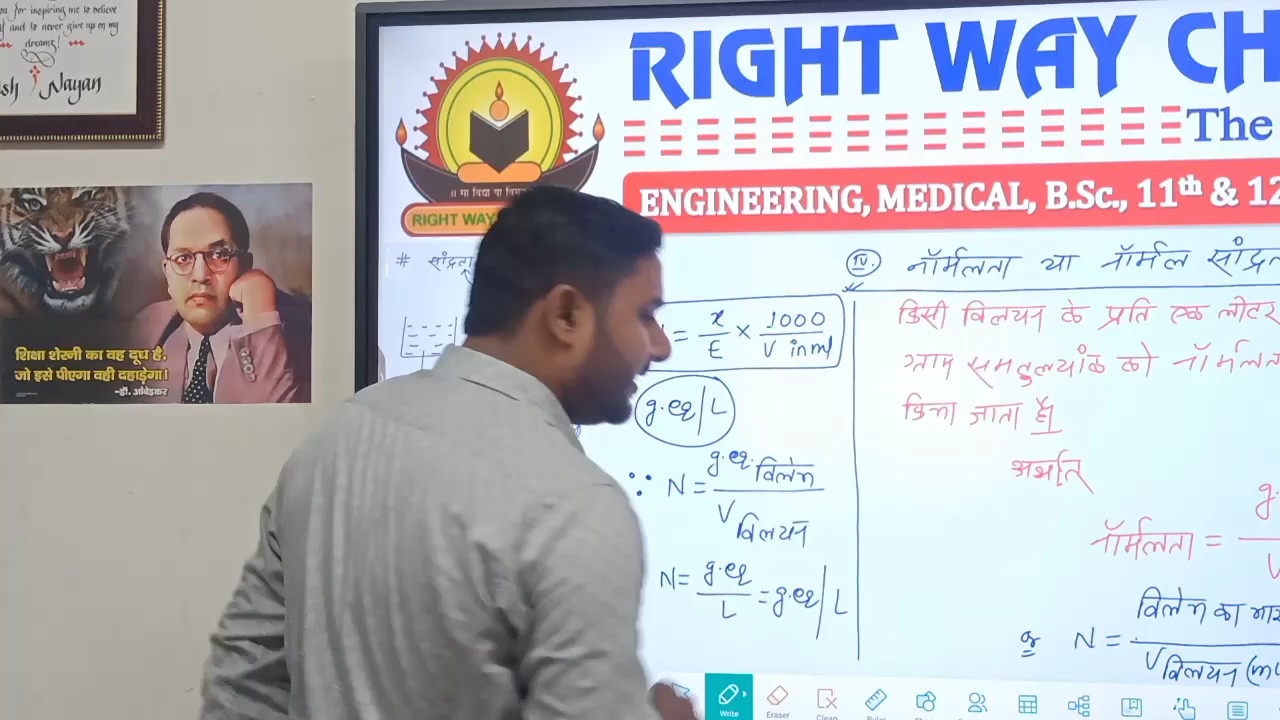 for inspiring me to believe
and to never give up on my
dreams!
Nayan
शिक्षा शेरनी का वह दूध है,
जो इसे पीएगा वही दहाड़ेगा।
-डॉ. आंबेडकर
RIGHT WAY CH
The
ENGINEERING, MEDICAL, B.Sc., 11th & 12
॥ मा विद्या या विमु
RIGHT WAY
# सांद्रता
= x/E × 1000/V in ml
g.eq/L
∵ N = g.eq. विलेय / V विलयन
N = g.eq/L = g.eq/L
IV. नॉर्मलता या नॉर्मल सांद्रत
किसी विलयन के प्रति एक लीटर
ग्राम समतुल्यांक को नॉर्मलत
किया जाता है।
अर्थात्
नॉर्मलता = g. / V
or N = विलेय का भार / V विलयन (ml
Write
Eraser
Clean
Ruler